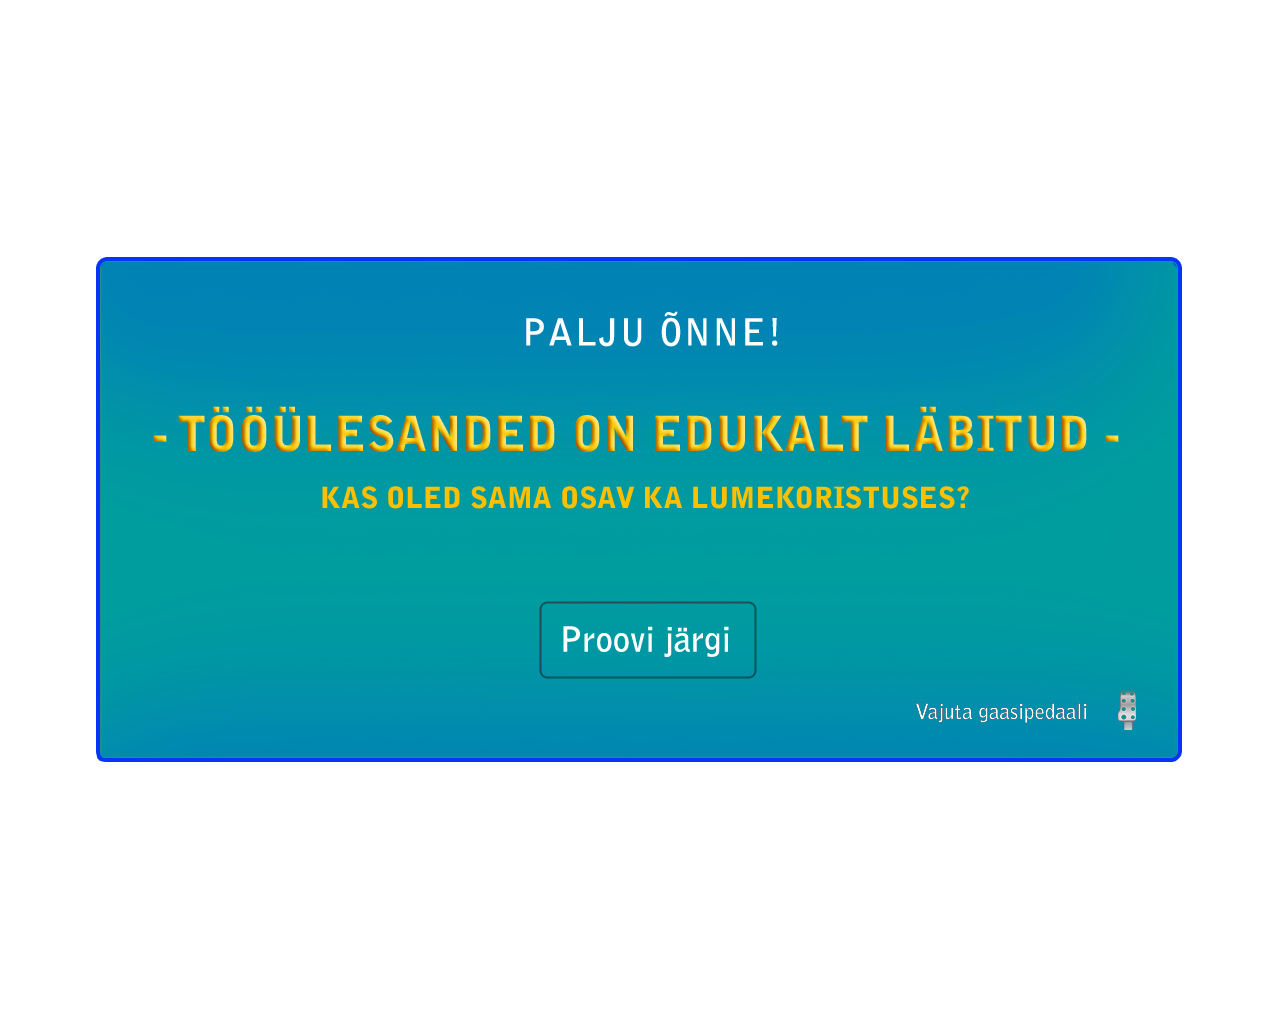 PALJU ÕNNE!
- TÖÖÜLESANDED ON EDUKALT LÄBITUD -
KAS OLED SAMA OSAV KA LUMEKORISTUSES?
Proovi järgi
Vajuta gaasipedaali